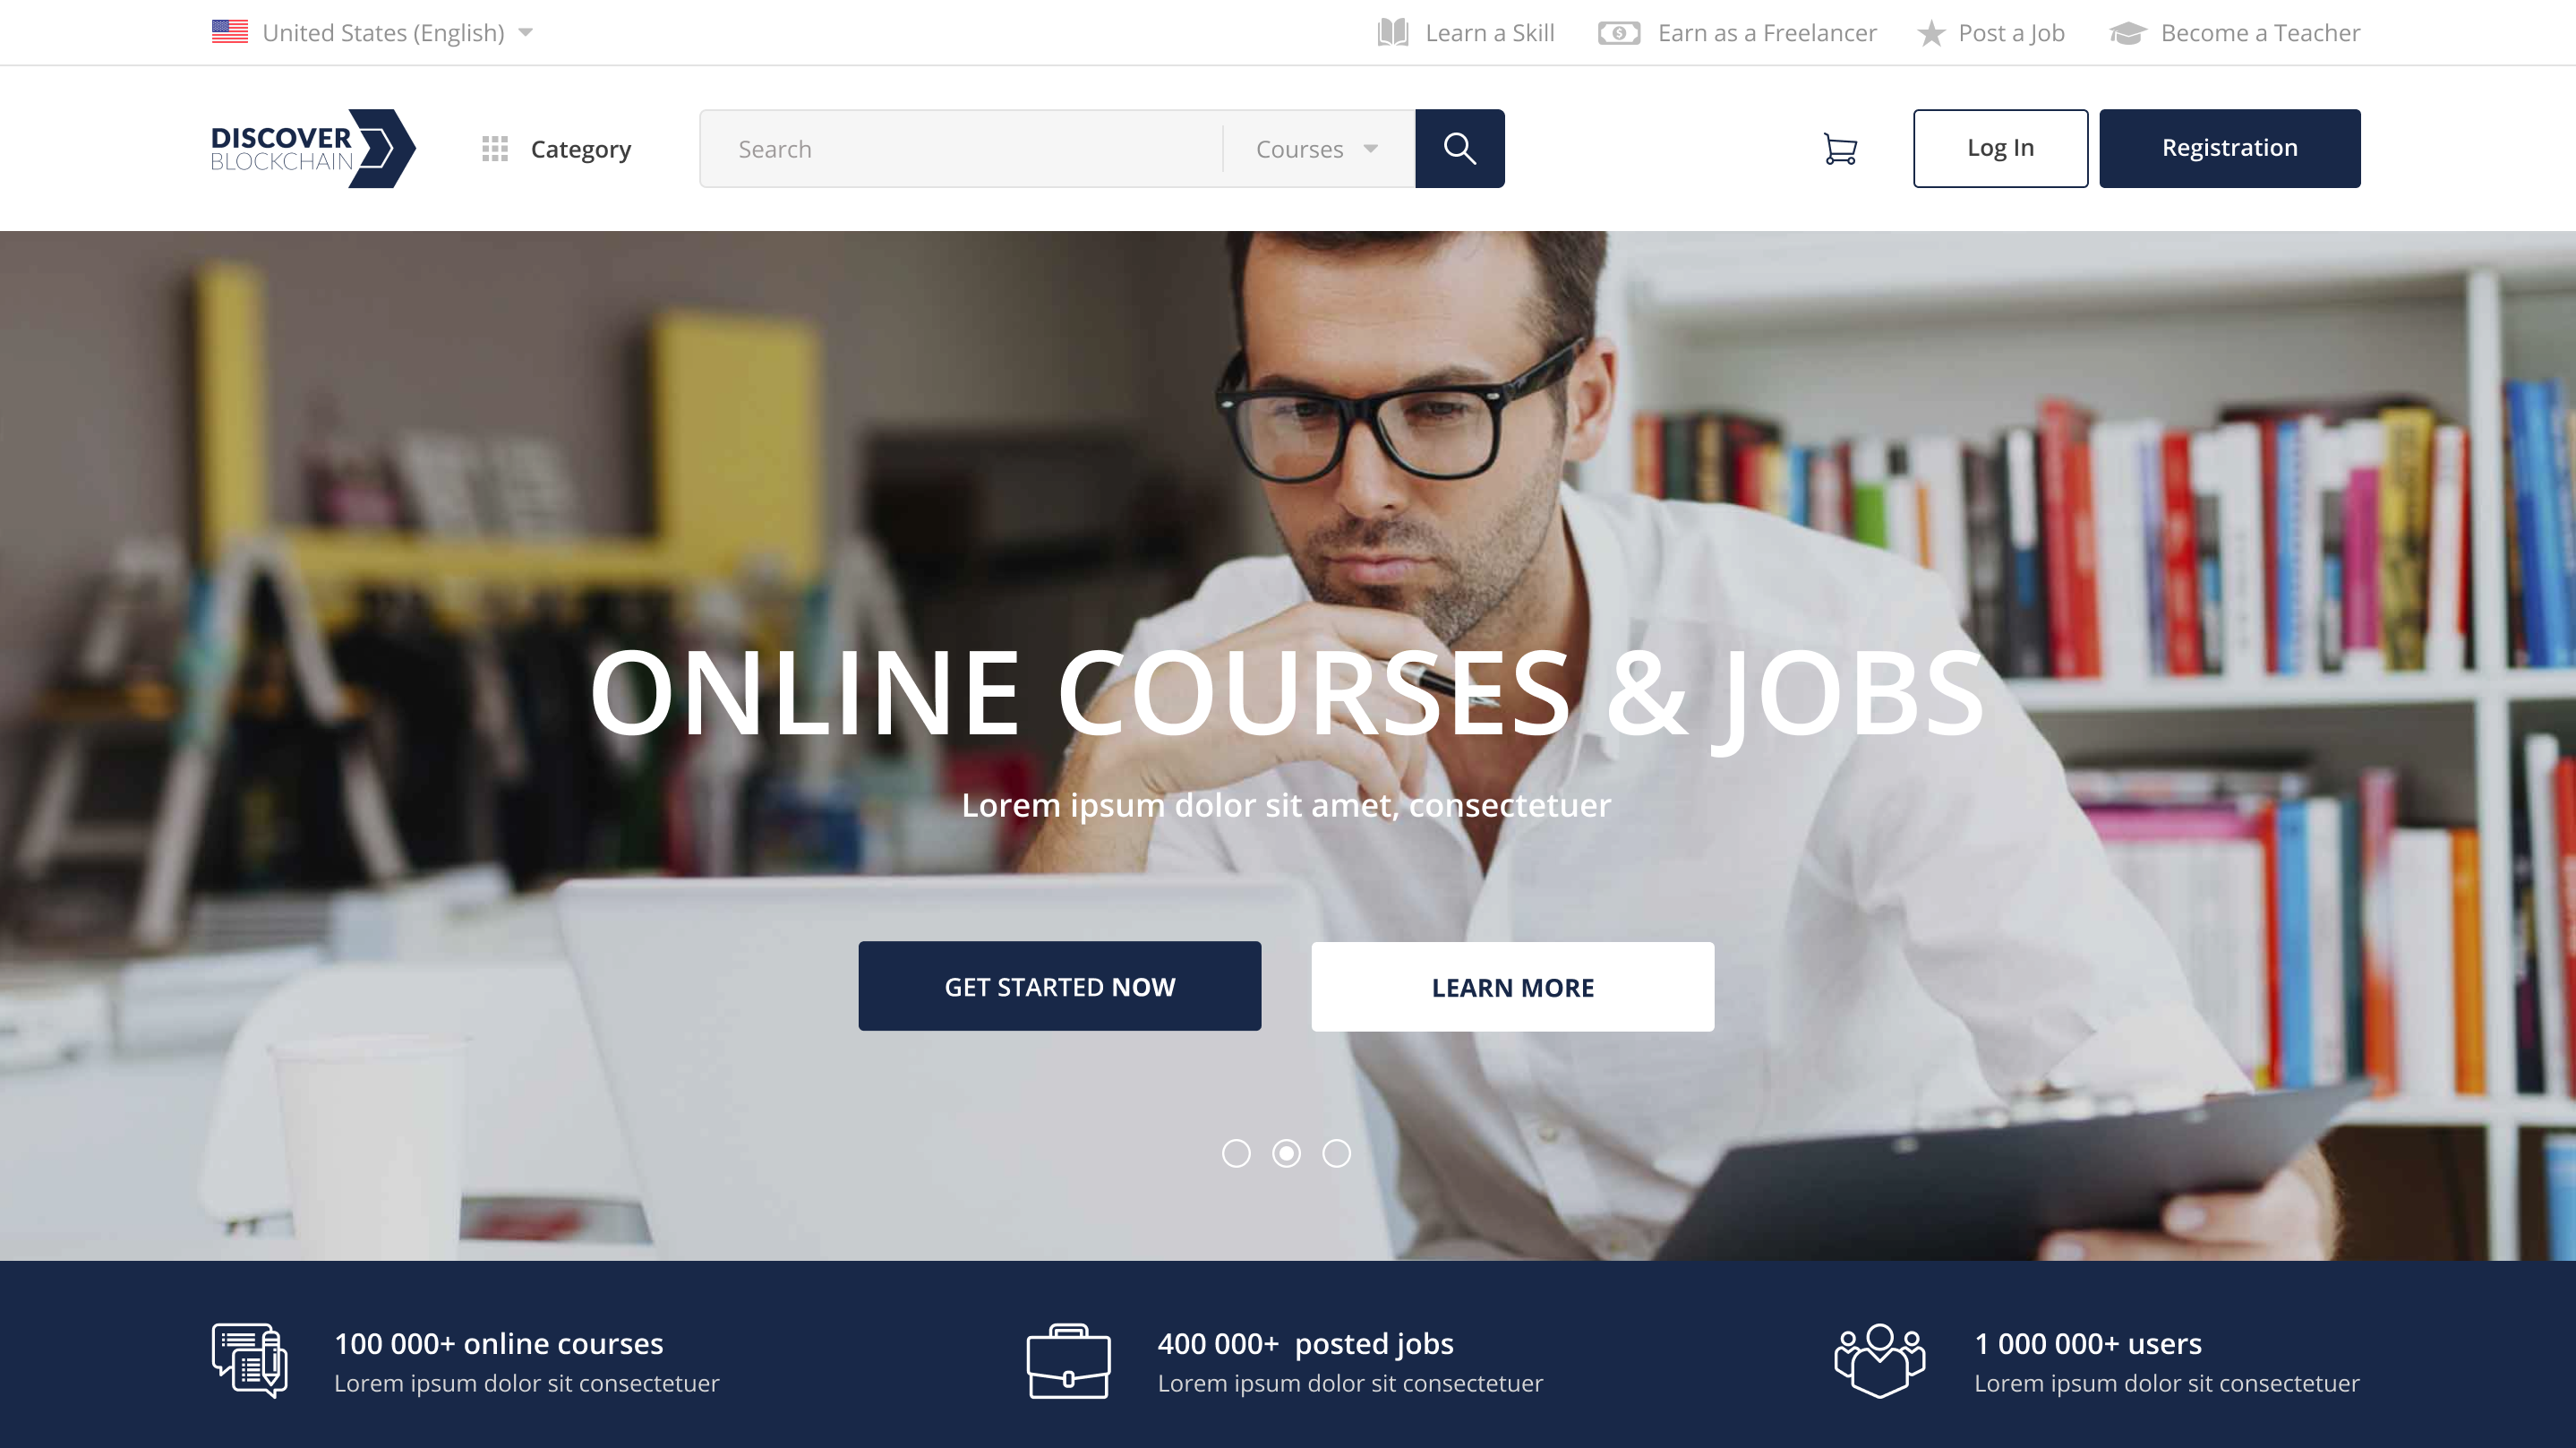 United States (English)
Learn a Skill
Earn as a Freelancer
Post a Job
Become a Teacher
DISCOVER
BLOCKCHAIN
Category
Search
Courses
Log In
Registration
ONLINE COURSES & JOBS
Lorem ipsum dolor sit amet, consectetuer
GET STARTED NOW
LEARN MORE
100 000+ online courses
Lorem ipsum dolor sit consectetuer
400 000+  posted jobs
Lorem ipsum dolor sit consectetuer
1 000 000+ users
Lorem ipsum dolor sit consectetuer